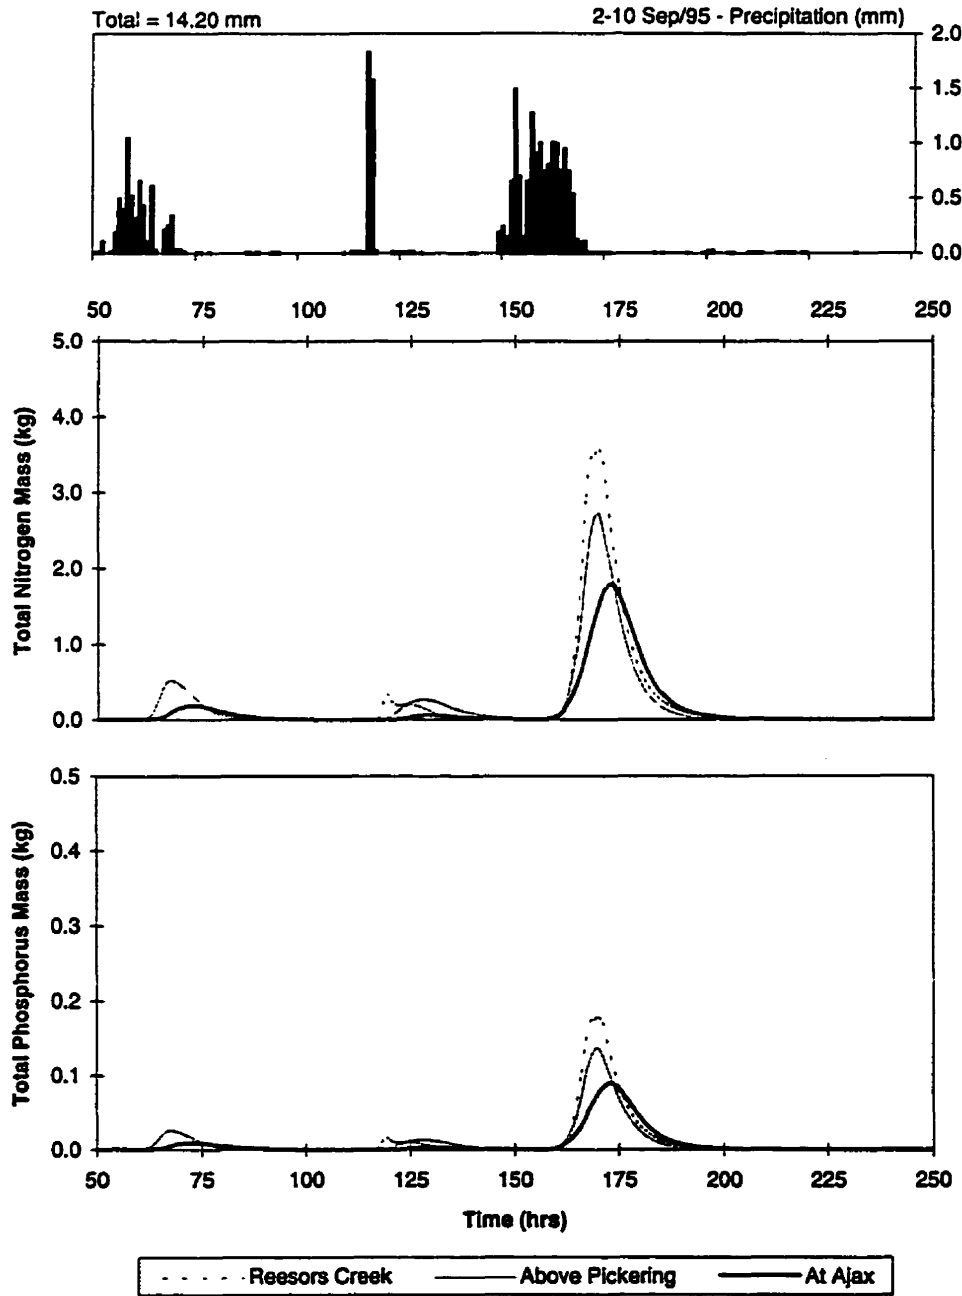 Total = 14.20 mm 2-10 Sep/95 - Precipitation (mm)
2.0
1.5
1.0
0.5
0.0
50 75 100 125 150 175 200 225 250
5.0
4.0
3.0
2.0
1.0
0.0
Total Nitrogen Mass (kg)
0.5
0.4
0.3
0.2
0.1
0.0
Total Phosphorus Mass (kg)
50 75 100 125 150 175 200 225 250
Time (hrs)
Reesors Creek Above Pickering At Ajax